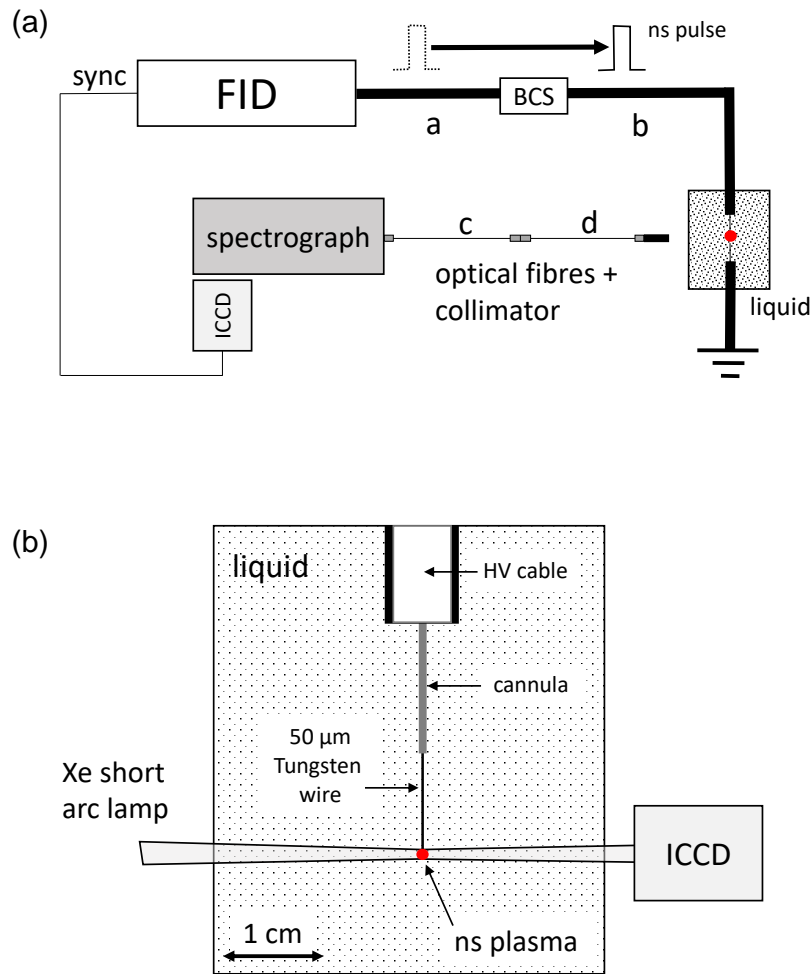 (a)
ns pulse
sync
FID
BCS
a
b
spectrograph
c
d
optical fibres +
collimator
ICCD
liquid
(b)
liquid
HV cable
cannula
50 µm
Tungsten
wire
Xe short
arc lamp
ICCD
1 cm
ns plasma